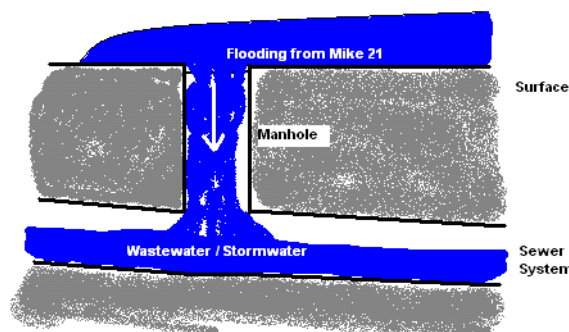 Flooding from Mike 21
Surface
Manhole
Wastewater / Stormwater
Sewer
System